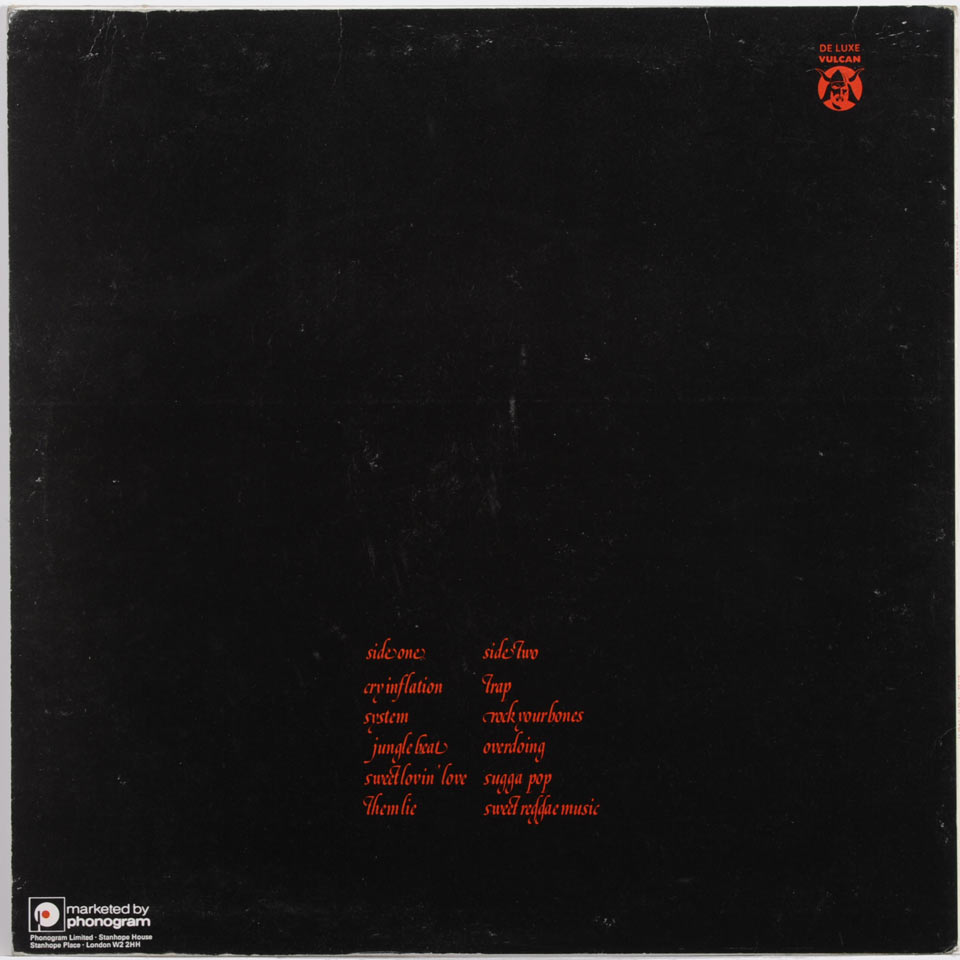 DE LUXE
VULCAN
side one
cry inflation
system
jungle beat
sweet lovin' love
Them lie
side Two
Trap
rock your bones
overdoing
sugga pop
sweet reggae music
marketed by
phonogram
Phonogram Limited · Stanhope House
Stanhope Place · London W2 2HH